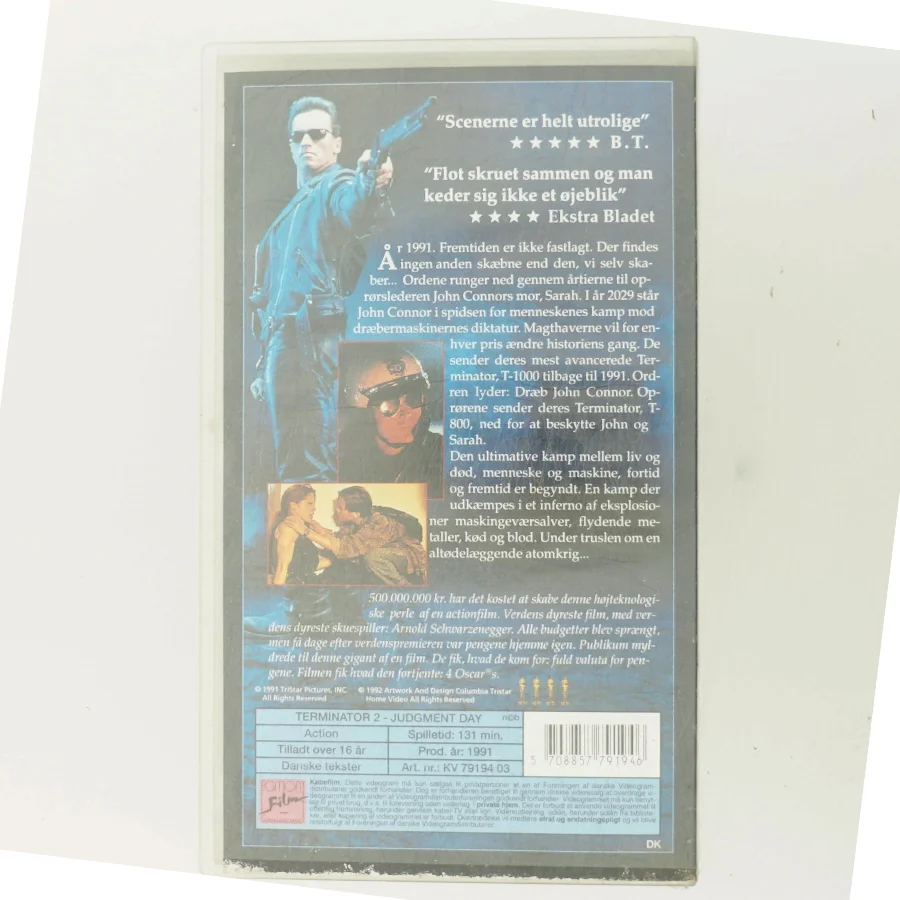 “Scenerne er helt utrolige”
★★★★★ B.T.
“Flot skruet sammen og man
keder sig ikke et øjeblik”
★★★★ Ekstra Bladet
År 1991. Fremtiden er ikke fastlagt. Der findes
ingen anden skæbne end den, vi selv ska-
ber... Ordene runger ned gennem årtierne til op-
rørslederen John Connors mor, Sarah. I år 2029 står
John Connor i spidsen for menneskenes kamp mod
dræbermaskinernes diktatur. Magthaverne vil for en-
hver pris ændre historiens gang. De
sender deres mest avancerede Ter-
minator, T-1000 tilbage til 1991. Ord-
ren lyder: Dræb John Connor. Op-
rørene sender deres Terminator, T-
800, ned for at beskytte John og
Sarah.
Den ultimative kamp mellem liv og
død, menneske og maskine, fortid
og fremtid er begyndt. En kamp der
udkæmpes i et inferno af eksplosio-
ner maskingeværsalver, flydende me-
taller, kød og blod. Under truslen om en
altødelæggende atomkrig...
500.000.000 kr. har det kostet at skabe denne højteknologi-
ske perle af en actionfilm. Verdens dyreste film, med ver-
dens dyreste skuespiller: Arnold Schwarzenegger. Alle budgetter blev sprængt,
men få dage efter verdenspremieren var pengene hjemme igen. Publikum myl-
drede til denne gigant af en film. De fik, hvad de kom for: fuld valuta for pen-
gene. Filmen fik hvad den fortjente: 4 Oscar®s.
© 1991 TriStar Pictures, INC. © 1992 Artwork And Design Columbia Tristar
All Rights Reserved Home Video All Rights Reserved
TERMINATOR 2 - JUDGMENT DAY ncb
Action Spilletid: 131 min.
Tilladt over 16 år Prod. år: 1991
Danske tekster Art. nr.: KV 79194 03
5 708857 791946
Film
Købefilm. Dette videogram må kun sælges til privatpersoner
privat hjem.
DK